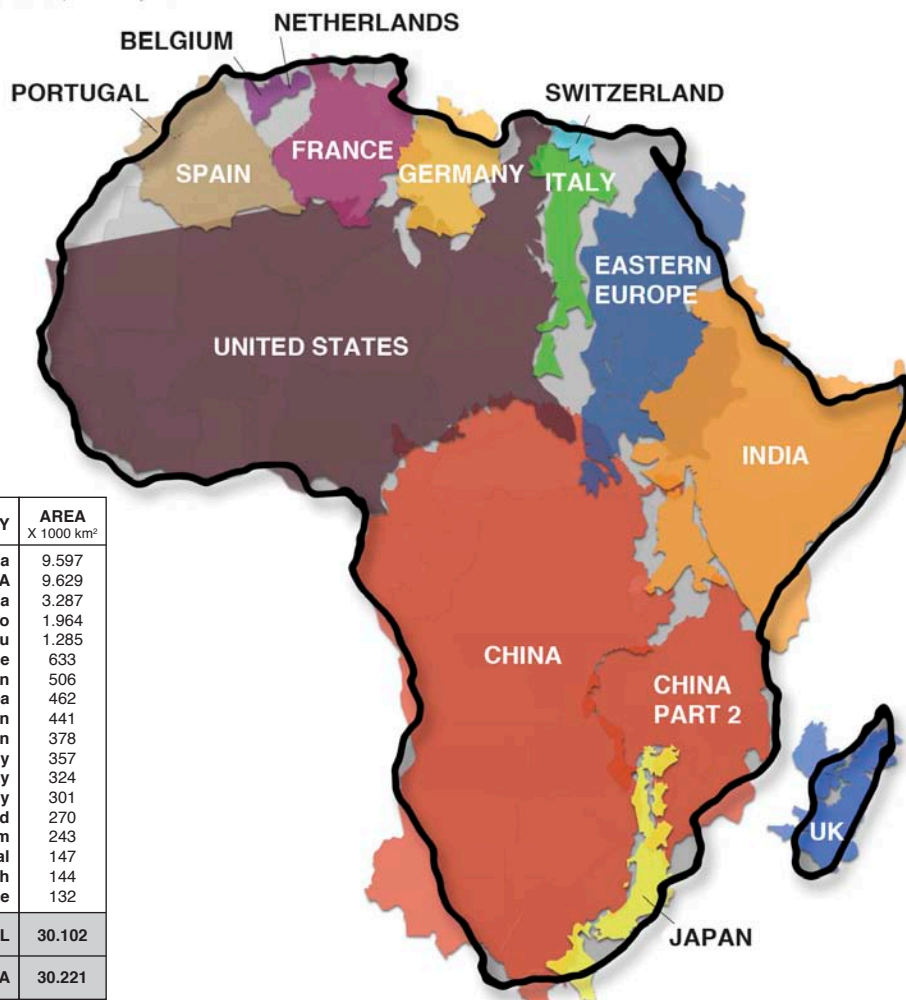 NETHERLANDS
BELGIUM
PORTUGAL
SWITZERLAND
SPAIN
FRANCE
GERMANY
ITALY
EASTERN
EUROPE
UNITED STATES
INDIA
CHINA
CHINA
PART 2
UK
JAPAN
Y AREA
X 1000 km²
a 9.597
A 9.629
a 3.287
o 1.964
u 1.285
e 633
n 506
a 462
n 441
n 378
y 357
y 324
y 301
d 270
m 243
al 147
h 144
e 132
L 30.102
A 30.221